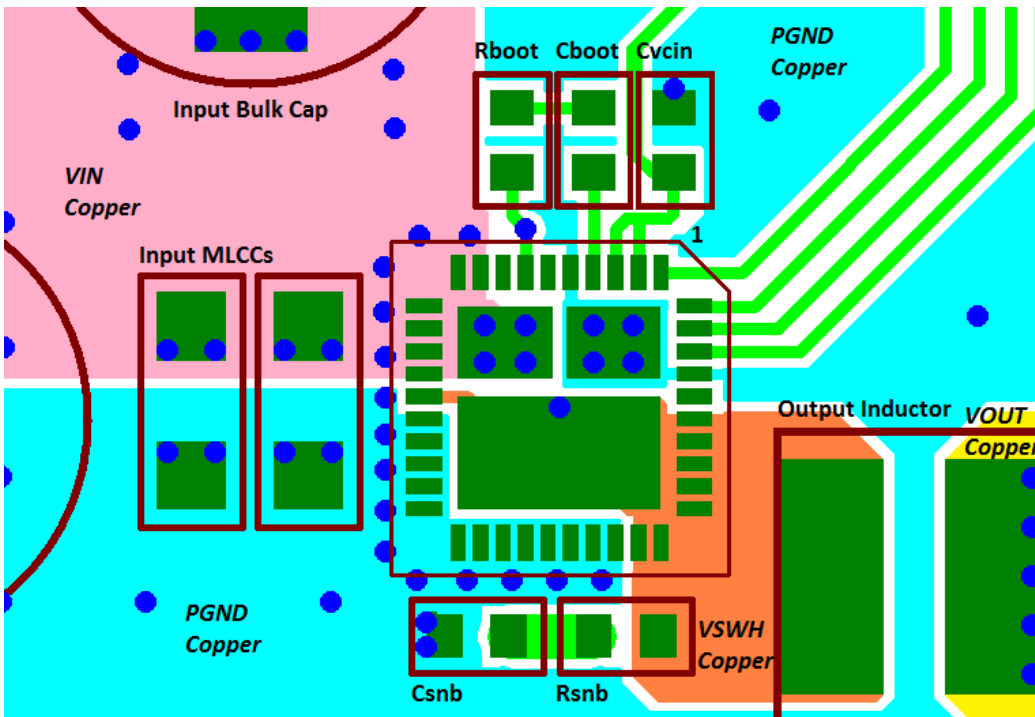 Rboot Cboot Cvcin
PGND
Copper
Input Bulk Cap
VIN
Copper
1
Input MLCCs
Output Inductor
VOUT
Copper
PGND
Copper
VSWH
Copper
Csnb
Rsnb